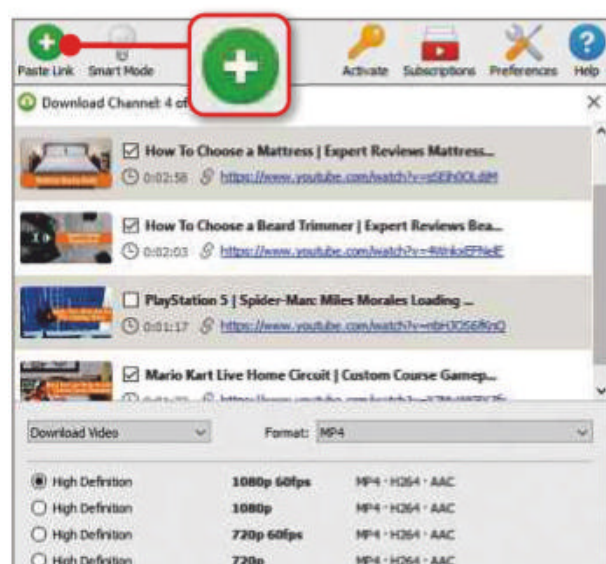 Paste Link Smart Mode Activate Subscriptions Preferences Help
Download Channel: 4 of
How To Choose a Mattress | Expert Reviews Mattress...
0:02:58
How To Choose a Beard Trimmer | Expert Reviews Bea...
0:02:03
PlayStation 5 | Spider-Man: Miles Morales Loading ...
0:01:17
Mario Kart Live Home Circuit | Custom Course Gamep...
Download Video Format: MP4
High Definition 1080p 60fps MP4 · H264 · AAC
High Definition 1080p MP4 · H264 · AAC
High Definition 720p 60fps MP4 · H264 · AAC
High Definition 720p MP4 · H264 · AAC